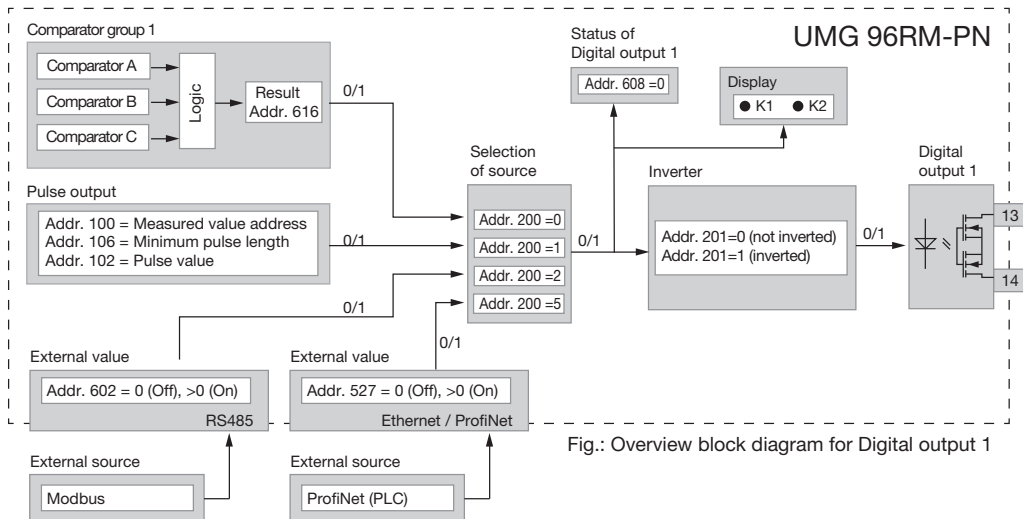 UMG 96RM-PN
Comparator group 1
Comparator A
Comparator B
Comparator C
Logic
Result
Addr. 616
0/1
Status of
Digital output 1
Addr. 608 =0
Display
K1 K2
Pulse output
Addr. 100 = Measured value address
Addr. 106 = Minimum pulse length
Addr. 102 = Pulse value
0/1
Selection
of source
Addr. 200 =0
Addr. 200 =1
Addr. 200 =2
Addr. 200 =5
0/1
Inverter
Addr. 201=0 (not inverted)
Addr. 201=1 (inverted)
0/1
Digital
output 1
13
14
0/1
0/1
External value
Addr. 602 = 0 (Off), >0 (On)
RS485
External value
Addr. 527 = 0 (Off), >0 (On)
Ethernet / ProfiNet
Fig.: Overview block diagram for Digital output 1
External source
Modbus
External source
ProfiNet (PLC)